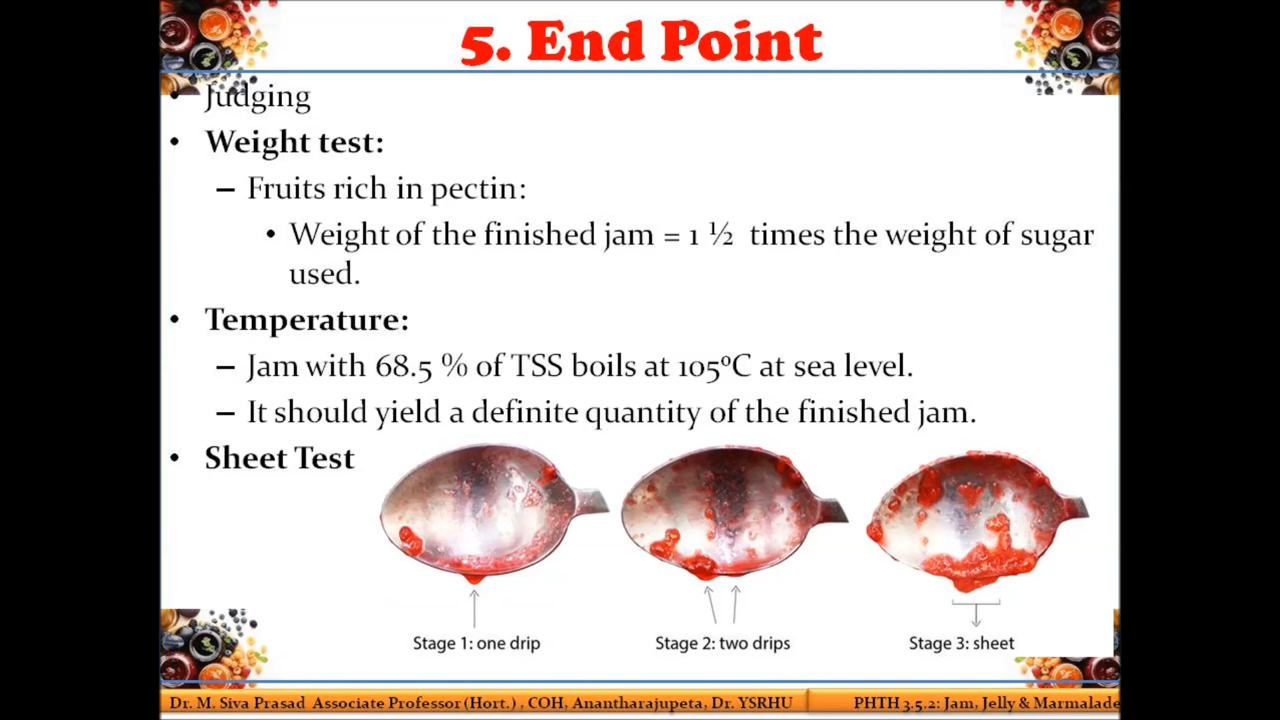 5. End Point
• Judging
• Weight test:
– Fruits rich in pectin:
• Weight of the finished jam = 1 ½ times the weight of sugar
used.
• Temperature:
– Jam with 68.5 % of TSS boils at 105ºC at sea level.
– It should yield a definite quantity of the finished jam.
• Sheet Test
Stage 1: one drip
Stage 2: two drips
Stage 3: sheet
Dr. M. Siva Prasad Associate Professor (Hort.) , COH, Anantharajupeta, Dr. YSRHU
PHTH 3.5.2: Jam, Jelly & Marmalade